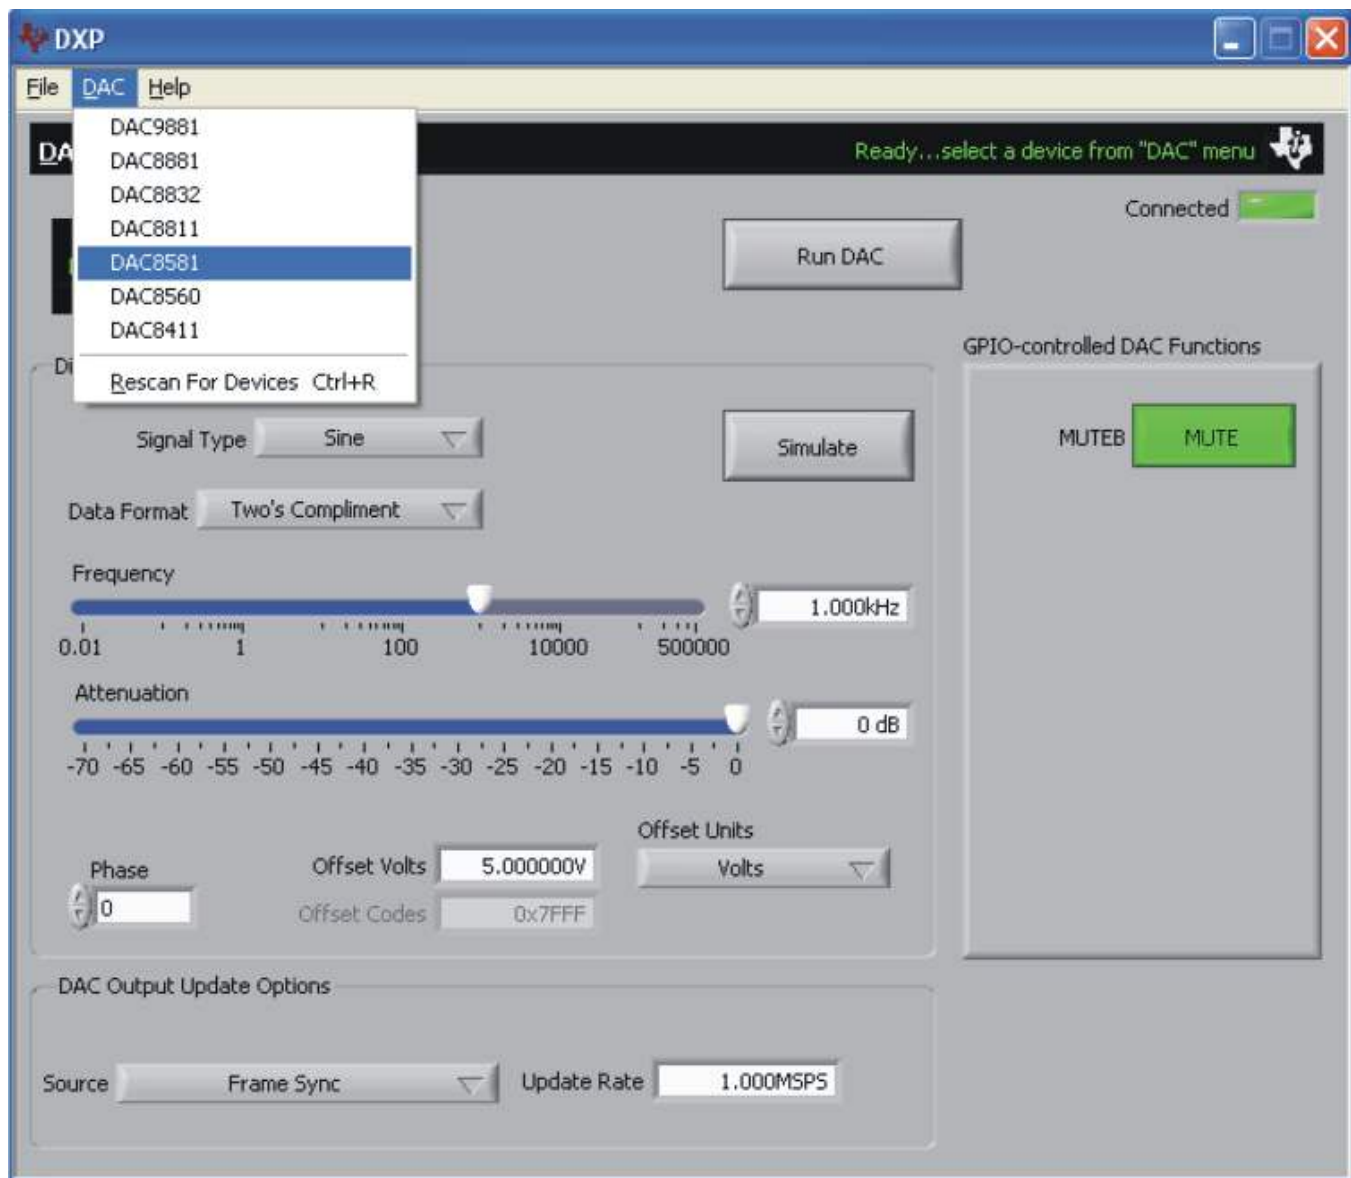 DXP
File DAC Help
DAC9881
DAC8881
DAC8832
DAC8811
DAC8581
DAC8560
DAC8411
Rescan For Devices Ctrl+R
Ready...select a device from "DAC" menu
Connected
Run DAC
GPIO-controlled DAC Functions
MUTEB MUTE
Signal Type Sine
Simulate
Data Format Two's Compliment
Frequency
1.000kHz
0.01 1 100 10000 500000
Attenuation
0 dB
-70 -65 -60 -55 -50 -45 -40 -35 -30 -25 -20 -15 -10 -5 0
Offset Units
Phase Offset Volts 5.000000V Volts
0 Offset Codes 0x7FFF
DAC Output Update Options
Source Frame Sync Update Rate 1.000MSPS